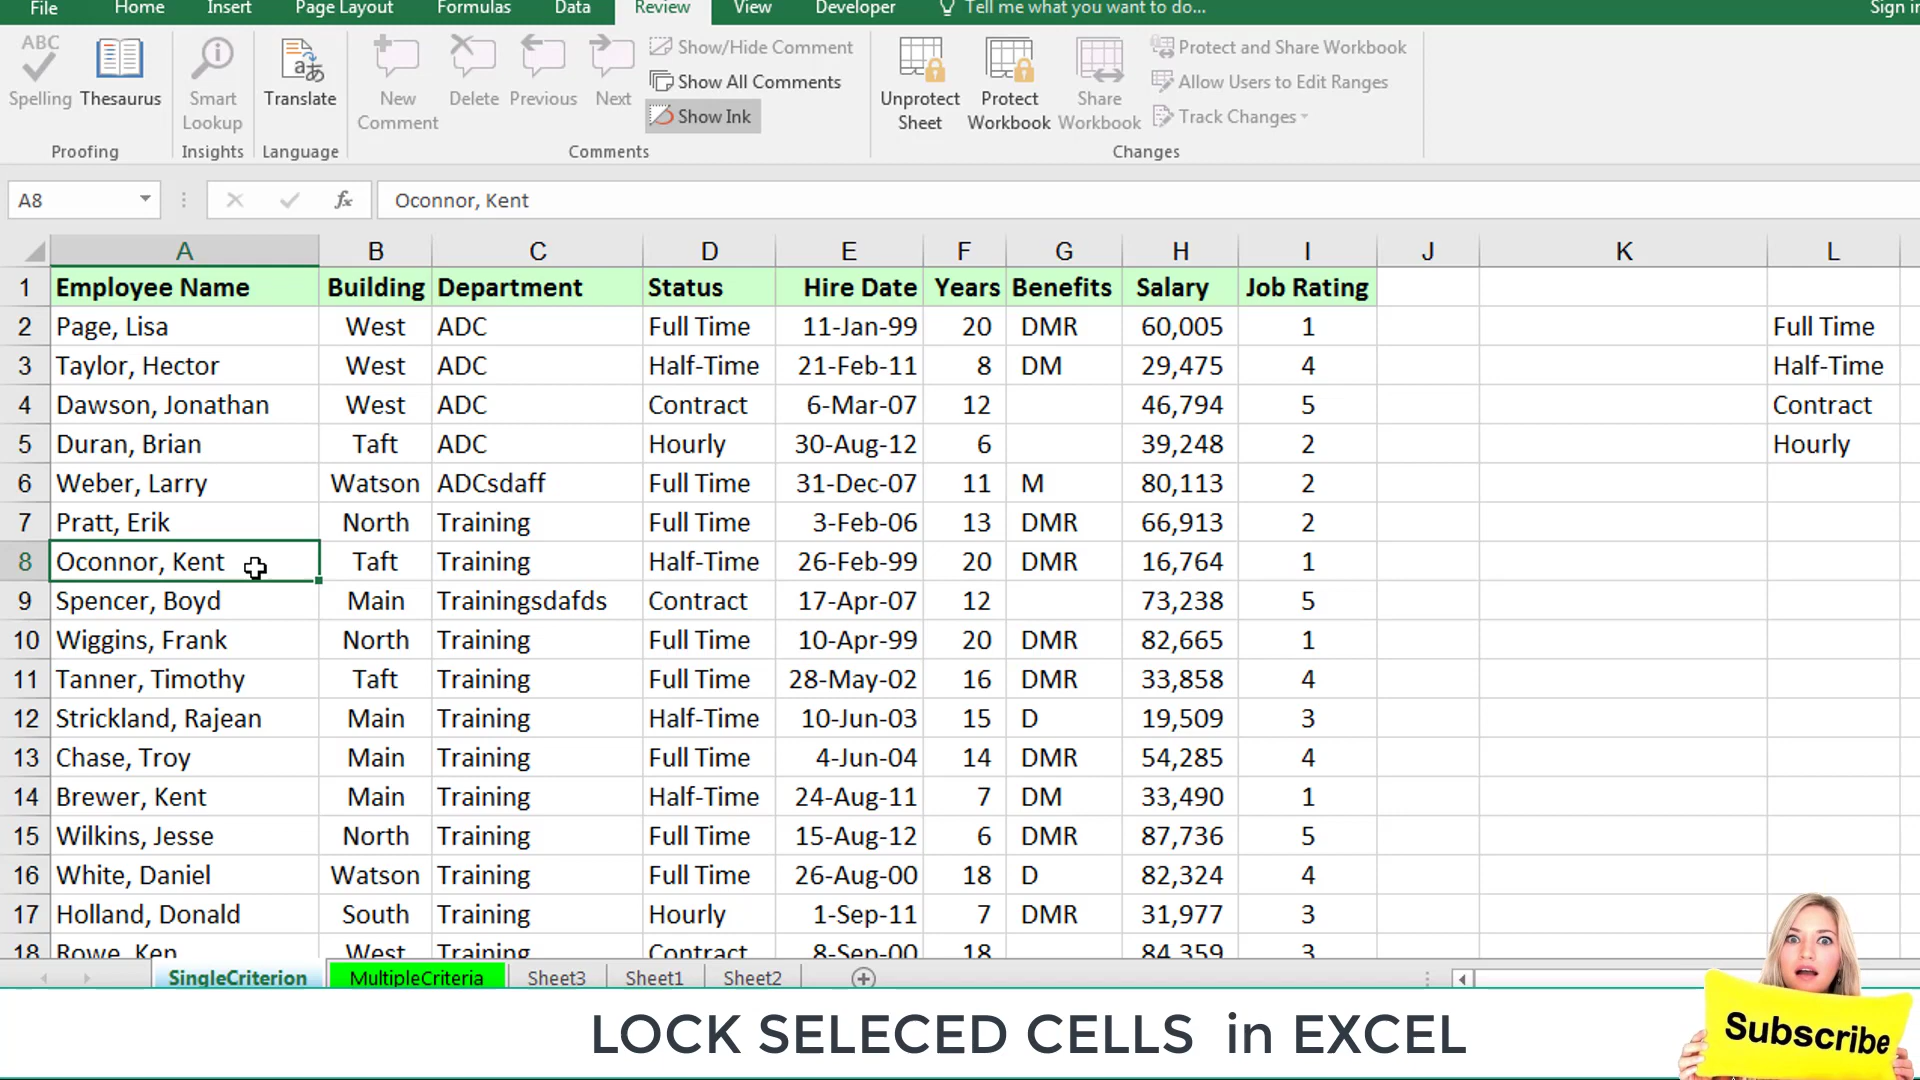 File Home Insert Page Layout Formulas Data Review View Developer Tell me what you want to do... Sign in
ABC
Spelling Thesaurus Smart Lookup Translate New Comment Delete Previous Next Show/Hide Comment Show All Comments Show Ink Unprotect Sheet Protect Workbook Share Workbook Protect and Share Workbook Allow Users to Edit Ranges Track Changes
Proofing Insights Language Comments Changes
A8 fx Oconnor, Kent
A B C D E F G H I J K L
1 Employee Name Building Department Status Hire Date Years Benefits Salary Job Rating
2 Page, Lisa West ADC Full Time 11-Jan-99 20 DMR 60,005 1 Full Time
3 Taylor, Hector West ADC Half-Time 21-Feb-11 8 DM 29,475 4 Half-Time
4 Dawson, Jonathan West ADC Contract 6-Mar-07 12 46,794 5 Contract
5 Duran, Brian Taft ADC Hourly 30-Aug-12 6 39,248 2 Hourly
6 Weber, Larry Watson ADCsdaff Full Time 31-Dec-07 11 M 80,113 2
7 Pratt, Erik North Training Full Time 3-Feb-06 13 DMR 66,913 2
8 Oconnor, Kent Taft Training Half-Time 26-Feb-99 20 DMR 16,764 1
9 Spencer, Boyd Main Trainingsdafds Contract 17-Apr-07 12 73,238 5
10 Wiggins, Frank North Training Full Time 10-Apr-99 20 DMR 82,665 1
11 Tanner, Timothy Taft Training Full Time 28-May-02 16 DMR 33,858 4
12 Strickland, Rajean Main Training Half-Time 10-Jun-03 15 D 19,509 3
13 Chase, Troy Main Training Full Time 4-Jun-04 14 DMR 54,285 4
14 Brewer, Kent Main Training Half-Time 24-Aug-11 7 DM 33,490 1
15 Wilkins, Jesse North Training Full Time 15-Aug-12 6 DMR 87,736 5
16 White, Daniel Watson Training Full Time 26-Aug-00 18 D 82,324 4
17 Holland, Donald South Training Hourly 1-Sep-11 7 DMR 31,977 3
18 Rowe, Ken West Training Contract 8-Sep-00 18 84,359 3
SingleCriterion MultipleCriteria Sheet3 Sheet1 Sheet2
LOCK SELECED CELLS in EXCEL
Subscribe